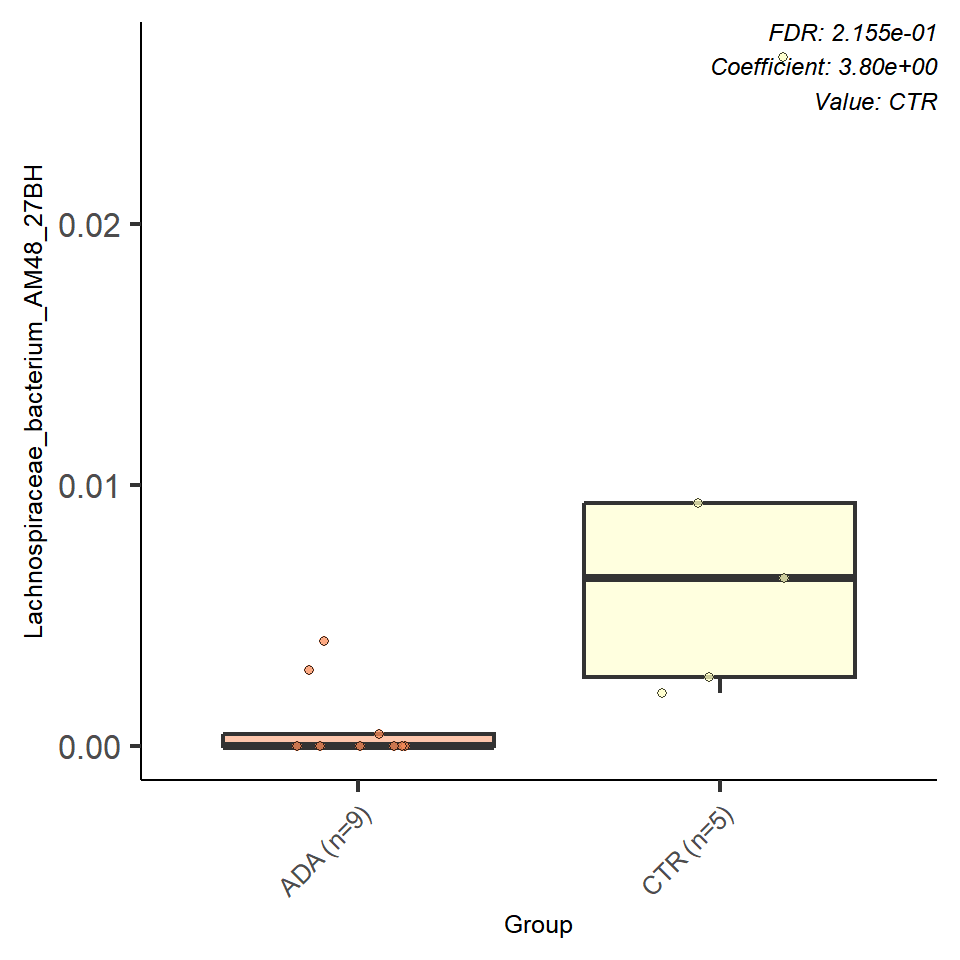 FDR: 2.155e-01
Coefficient: 3.80e+00
Value: CTR
Lachnospiraceae_bacterium_AM48_27BH
0.02
0.01
0.00
ADA (n=9)
CTR (n=5)
Group